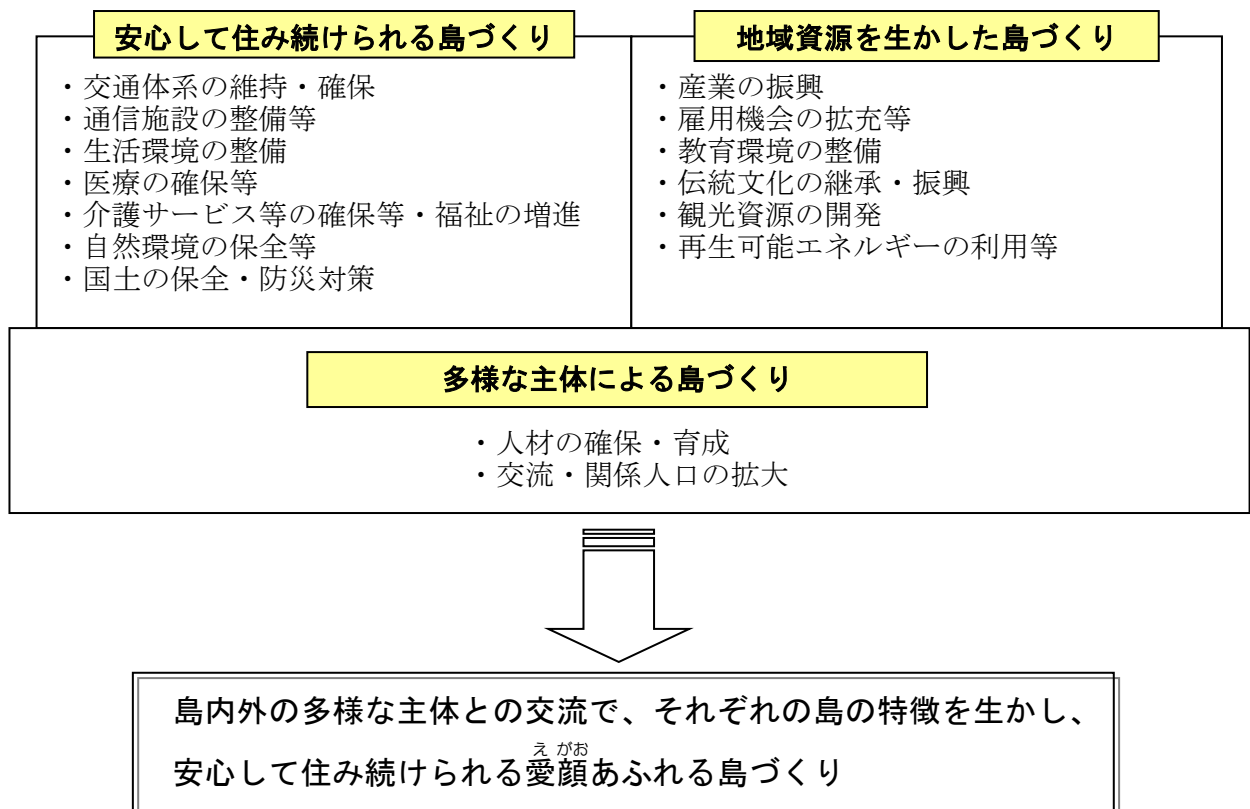 安心して住み続けられる島づくり
・交通体系の維持・確保
・通信施設の整備等
・生活環境の整備
・医療の確保等
・介護サービス等の確保等・福祉の増進
・自然環境の保全等
・国土の保全・防災対策
地域資源を生かした島づくり
・産業の振興
・雇用機会の拡充等
・教育環境の整備
・伝統文化の継承・振興
・観光資源の開発
・再生可能エネルギーの利用等
多様な主体による島づくり
・人材の確保・育成
・交流・関係人口の拡大
島内外の多様な主体との交流で、それぞれの島の特徴を生かし、
え がお
安心して住み続けられる愛顔あふれる島づくり